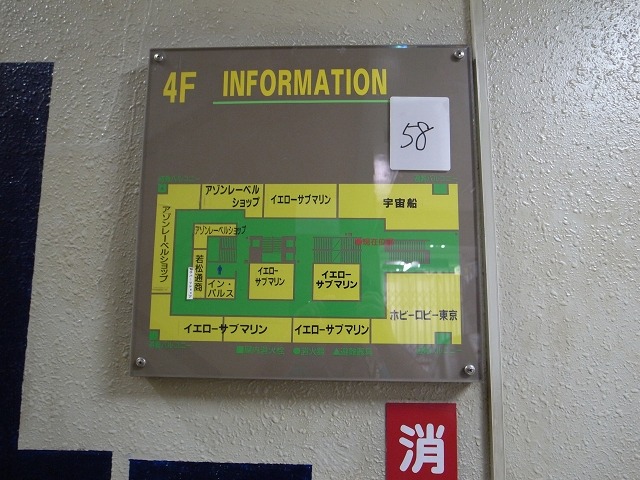 4F INFORMATION
58
アゾンレーベル
ショップ
イエローサブマリン
宇宙船
アゾンレーベルショップ
アゾンレーベルショップ
若松通商
イン・
パルス
イエロー
サブマリン
イエロー
サブマリン
ホビーロビー東京
イエローサブマリン
イエローサブマリン
消